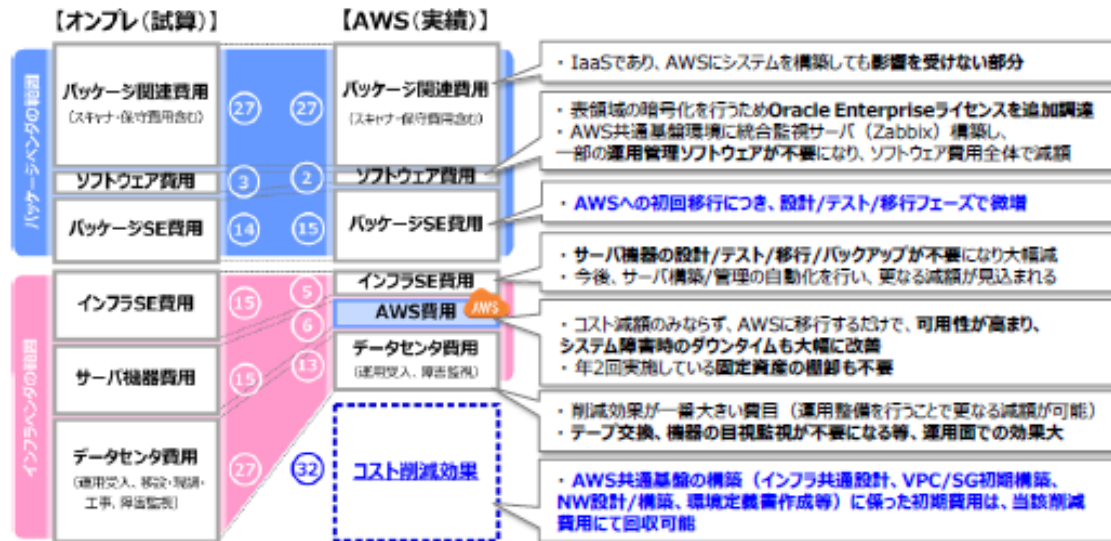 【オンプレ(試算)】
【AWS(実績)】
パッケージベンダの範囲
パッケージ関連費用
(スキャナ・保守費用含む)
27
27
パッケージ関連費用
(スキャナ・保守費用含む)
・IaaSであり、AWSにシステムを構築しても影響を受けない部分
ソフトウェア費用
3
2
ソフトウェア費用
・表領域の暗号化を行うためOracle Enterpriseライセンスを追加調達
・AWS共通基盤環境に統合監視サーバ(Zabbix)構築し、
一部の運用管理ソフトウェアが不要になり、ソフトウェア費用全体で減額
パッケージSE費用
14
15
パッケージSE費用
・AWSへの初回移行につき、設計/テスト/移行フェーズで微増
インフラベンダの範囲
インフラSE費用
15
5
インフラSE費用
・サーバ機器の設計/テスト/移行/バックアップが不要になり大幅減
・今後、サーバ構築/管理の自動化を行い、更なる減額が見込まれる
サーバ機器費用
15
6
AWS費用
AWS
・コスト減額のみならず、AWSに移行するだけで、可用性が高まり、
システム障害時のダウンタイムも大幅に改善
・年2回実施している固定資産の棚卸も不要
データセンタ費用
(運用受入、移設・現調・
工事、障害監視)
27
13
データセンタ費用
(運用受入、障害監視)
・削減効果が一番大きい費目(運用整備を行うことで更なる減額が可能)
・テープ交換、機器の目視監視が不要になる等、運用面での効果大
32
コスト削減効果
・AWS共通基盤の構築(インフラ共通設計、VPC/SG初期構築、
NW設計/構築、環境定義書作成等)に係った初期費用は、当該削減
費用にて回収可能